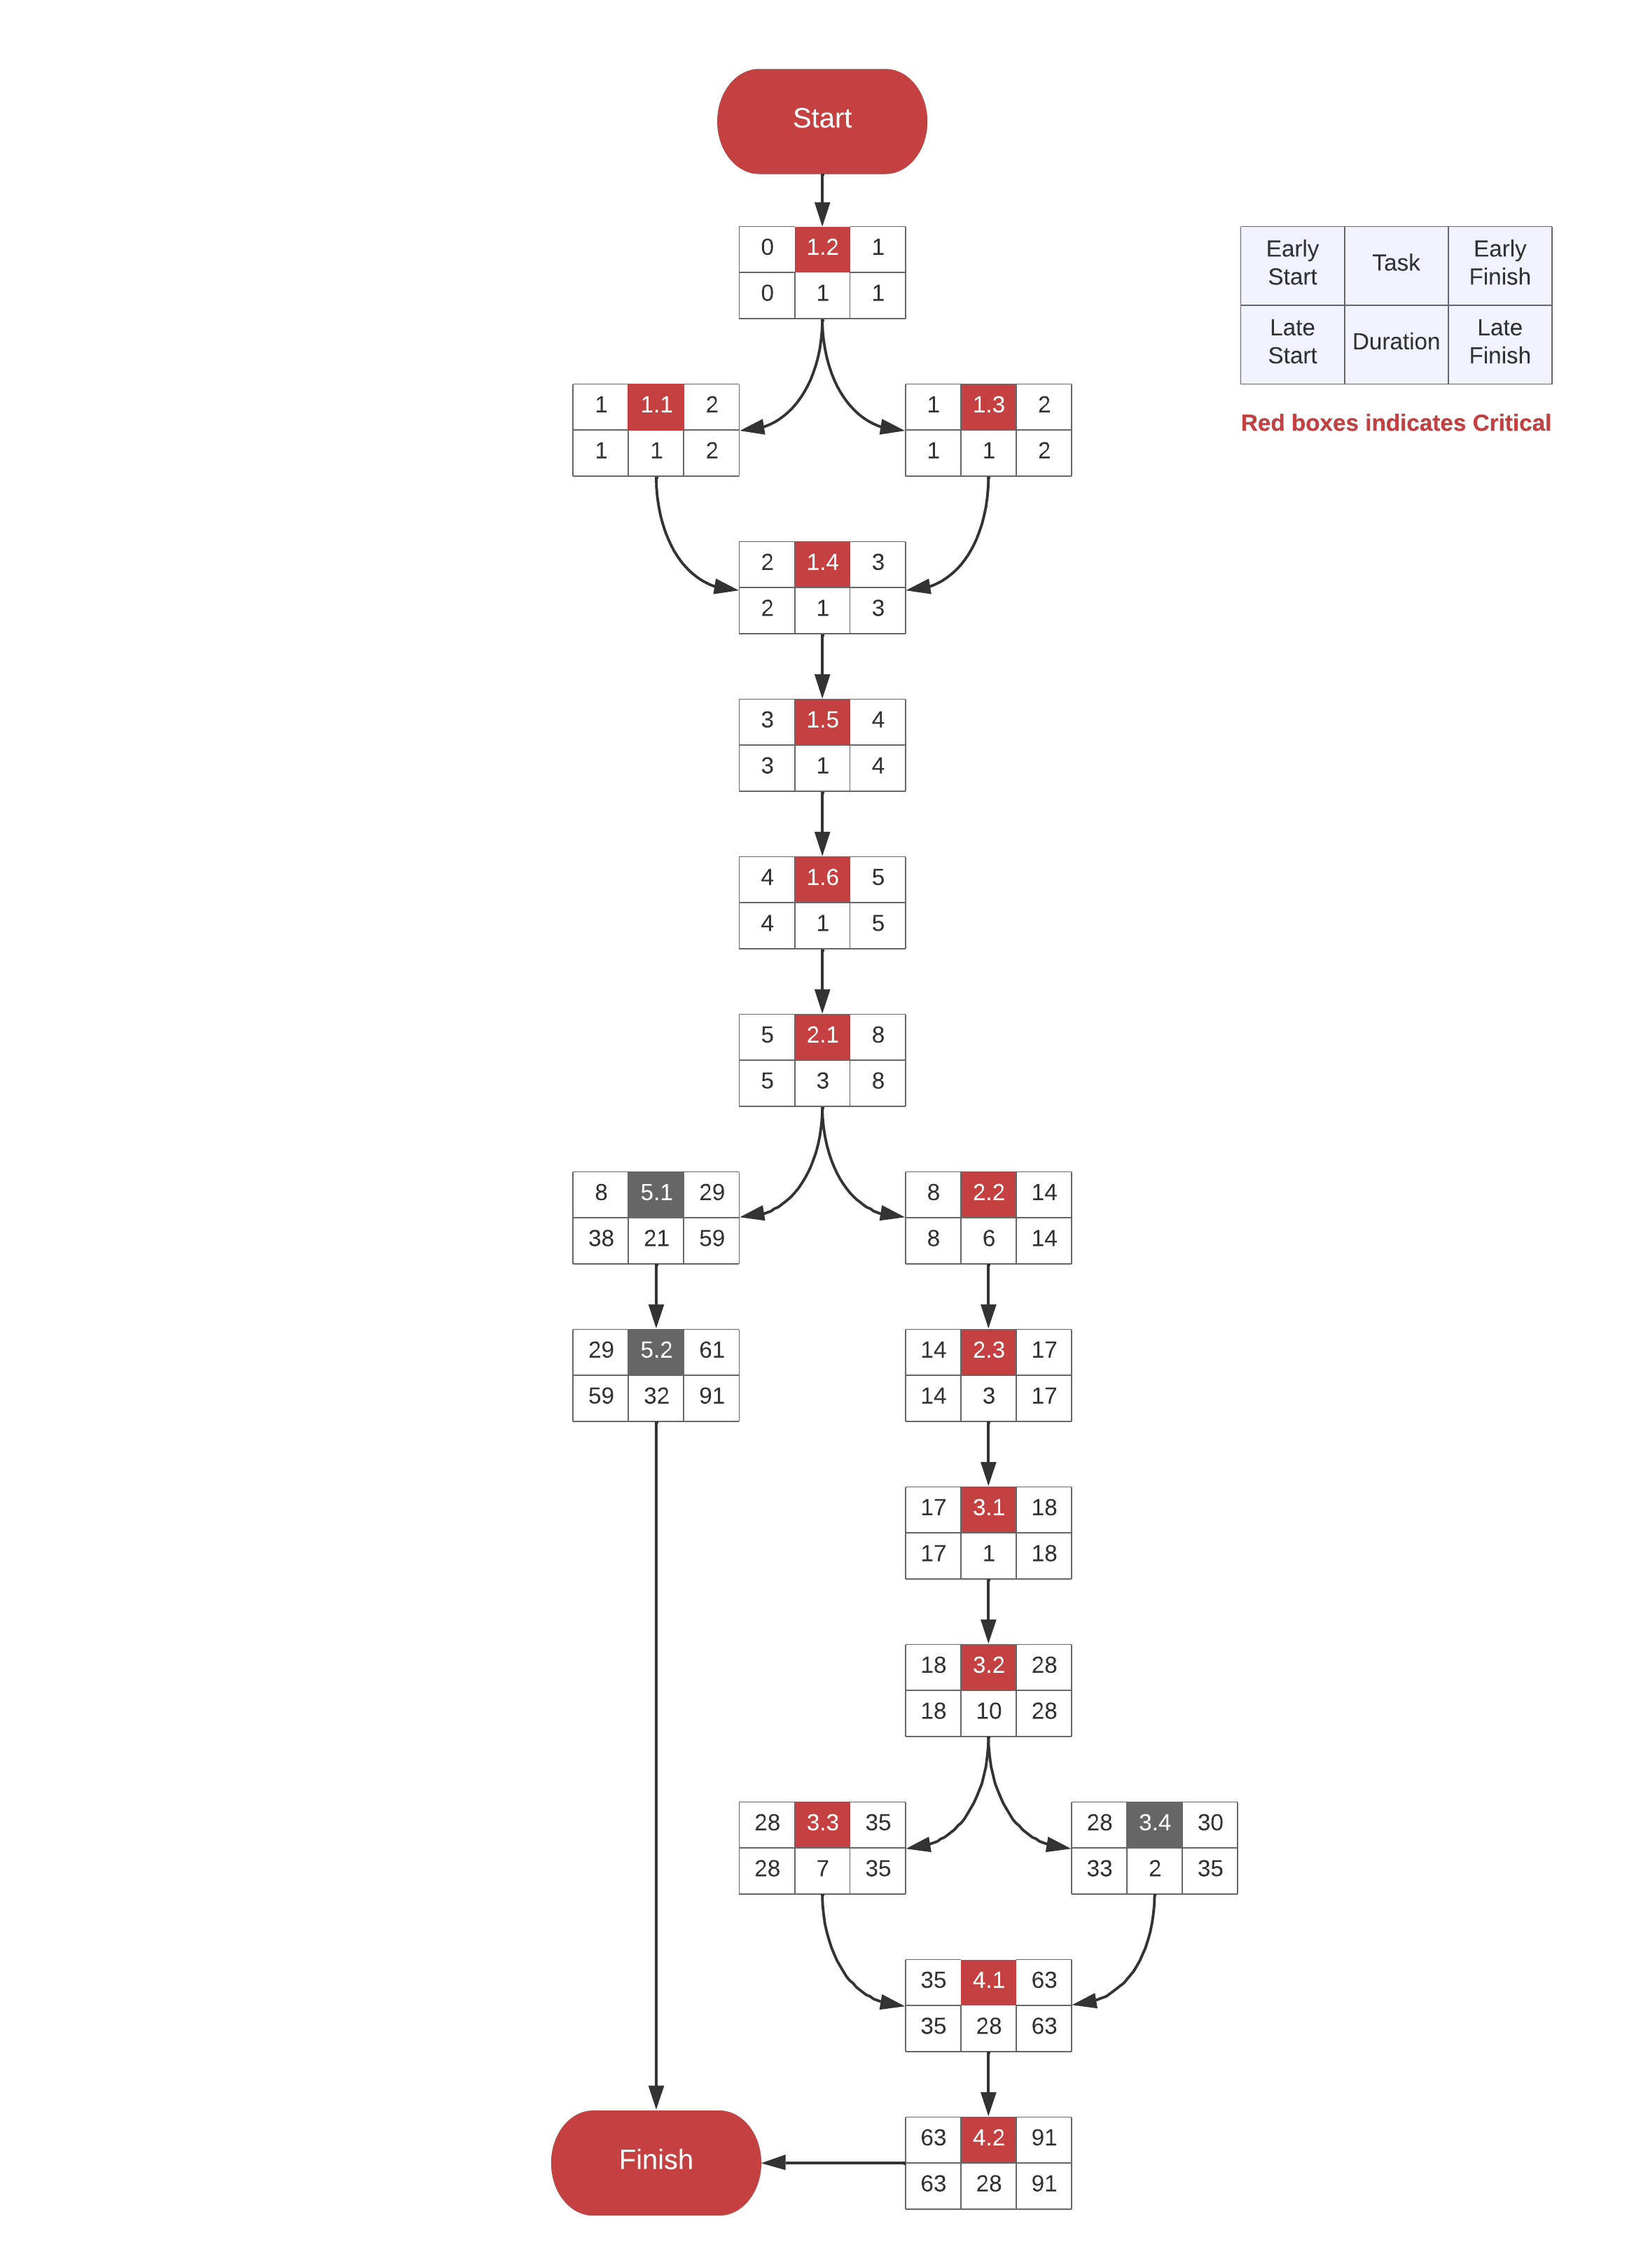 Start
0 1.2 1
0 1 1
Early Start Task Early Finish
Late Start Duration Late Finish
Red boxes indicates Critical
1 1.1 2
1 1 2
1 1.3 2
1 1 2
2 1.4 3
2 1 3
3 1.5 4
3 1 4
4 1.6 5
4 1 5
5 2.1 8
5 3 8
8 5.1 29
38 21 59
8 2.2 14
8 6 14
29 5.2 61
59 32 91
14 2.3 17
14 3 17
17 3.1 18
17 1 18
18 3.2 28
18 10 28
28 3.3 35
28 7 35
28 3.4 30
33 2 35
35 4.1 63
35 28 63
63 4.2 91
63 28 91
Finish